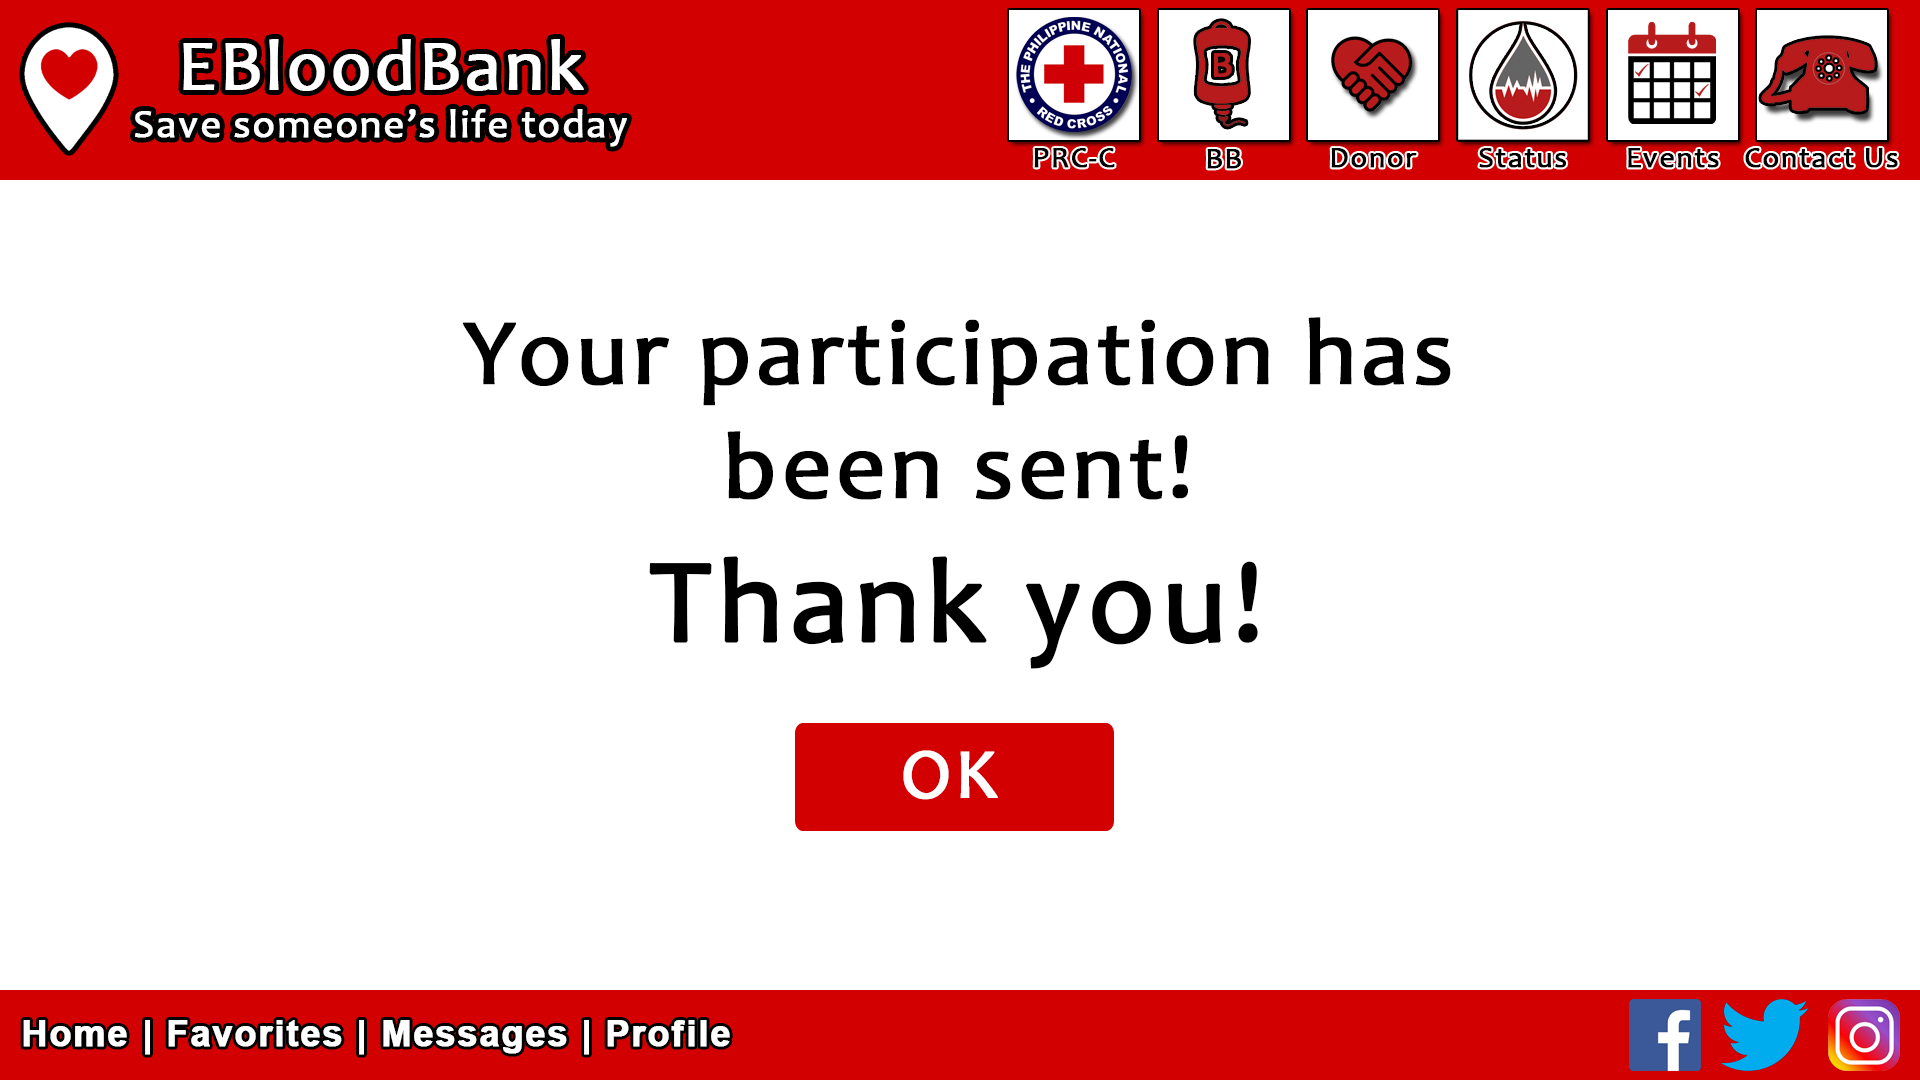 EBloodBank
Save someone's life today
THE PHILIPPINE NATIONAL
• RED CROSS •
B
PRC-C
BB
Donor
Status
Events
Contact Us
Your participation has
been sent!
Thank you!
OK
Home | Favorites | Messages | Profile